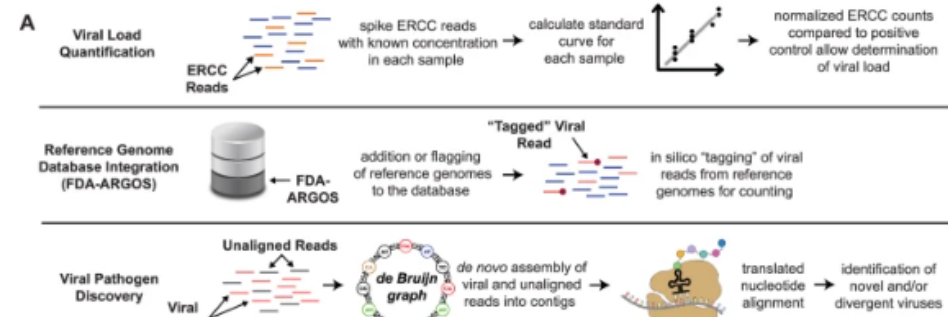 A
Viral Load
Quantification
ERCC
Reads
spike ERCC reads
with known concentration
in each sample
calculate standard
curve for
each sample
normalized ERCC counts
compared to positive
control allow determination
of viral load
Reference Genome
Database Integration
(FDA-ARGOS)
FDA-
ARGOS
addition or flagging
of reference genomes
to the database
“Tagged” Viral
Read
in silico “tagging” of viral
reads from reference
genomes for counting
Viral Pathogen
Discovery
Unaligned Reads
Viral
de Bruijn
graph
de novo assembly of
viral and unaligned
reads into contigs
translated
nucleotide
alignment
identification of
novel and/or
divergent viruses